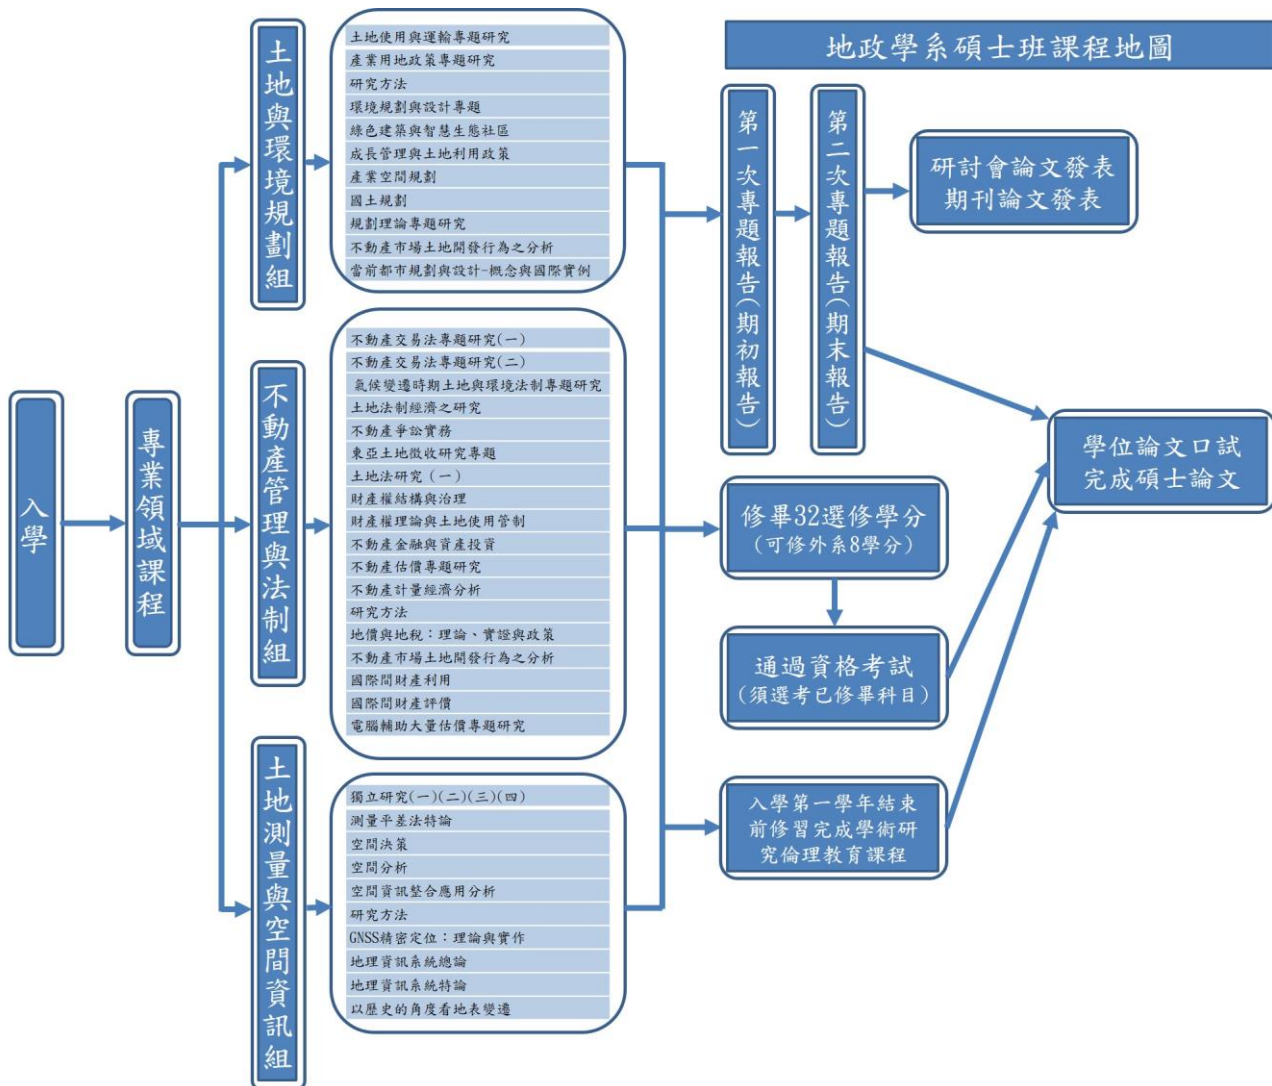 地政學系碩士班課程地圖
入學
專業領域課程
土地與環境規劃組
土地使用與運輸專題研究
產業用地政策專題研究
研究方法
環境規劃與設計專題
綠色建築與智慧生態社區
成長管理與土地利用政策
產業空間規劃
國土規劃
規劃理論專題研究
不動產市場土地開發行為之分析
當前都市規劃與設計-概念與國際實例
不動產管理與法制組
不動產交易法專題研究(一)
不動產交易法專題研究(二)
氣候變遷時期土地與環境法制專題研究
土地法制經濟之研究
不動產爭訟實務
東亞土地徵收研究專題
土地法研究 (一)
財產權結構與治理
財產權理論與土地使用管制
不動產金融與資產投資
不動產估價專題研究
不動產計量經濟分析
研究方法
地價與地稅：理論、實證與政策
不動產市場土地開發行為之分析
國際間財產利用
國際間財產評價
電腦輔助大量估價專題研究
土地測量與空間資訊組
獨立研究(一)(二)(三)(四)
測量平差法特論
空間決策
空間分析
空間資訊整合應用分析
研究方法
GNSS精密定位：理論與實作
地理資訊系統總論
地理資訊系統特論
以歷史的角度看地表變遷
第一次專題報告(期初報告)
第二次專題報告(期末報告)
研討會論文發表
期刊論文發表
修畢32選修學分
(可修外系8學分)
通過資格考試
(須選考已修畢科目)
入學第一學年結束
前修習完成學術研
究倫理教育課程
學位論文口試
完成碩士論文